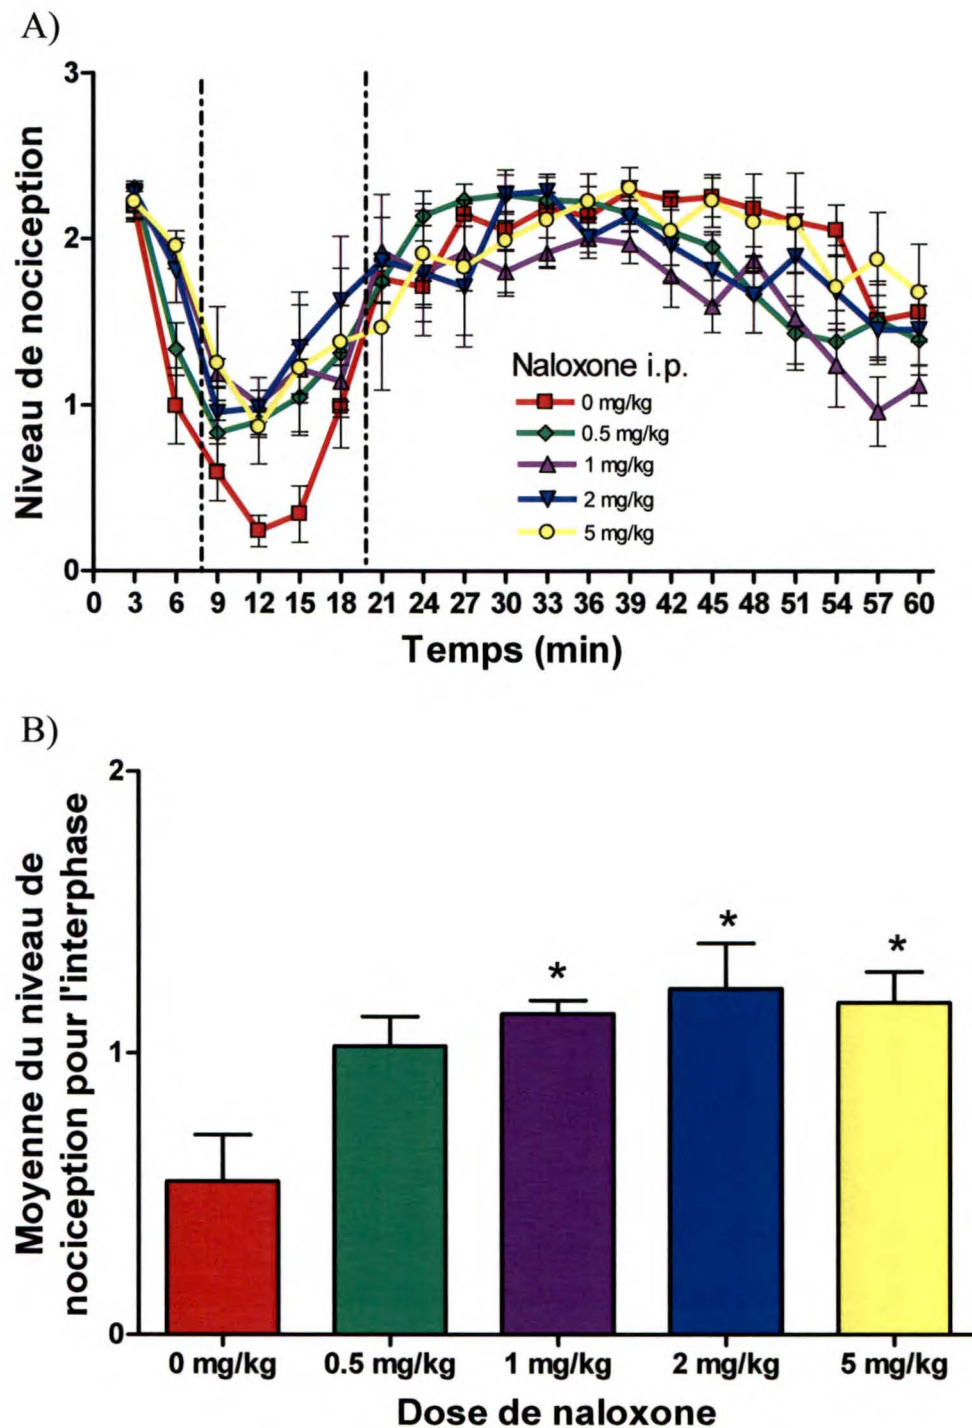 A)
3
2
1
0
Niveau de nociception
Naloxone i.p.
0 mg/kg
0.5 mg/kg
1 mg/kg
2 mg/kg
5 mg/kg
0 3 6 9 12 15 18 21 24 27 30 33 36 39 42 45 48 51 54 57 60
Temps (min)
B)
2
1
0
Moyenne du niveau de
nociception pour l'interphase
* * *
0 mg/kg 0.5 mg/kg 1 mg/kg 2 mg/kg 5 mg/kg
Dose de naloxone